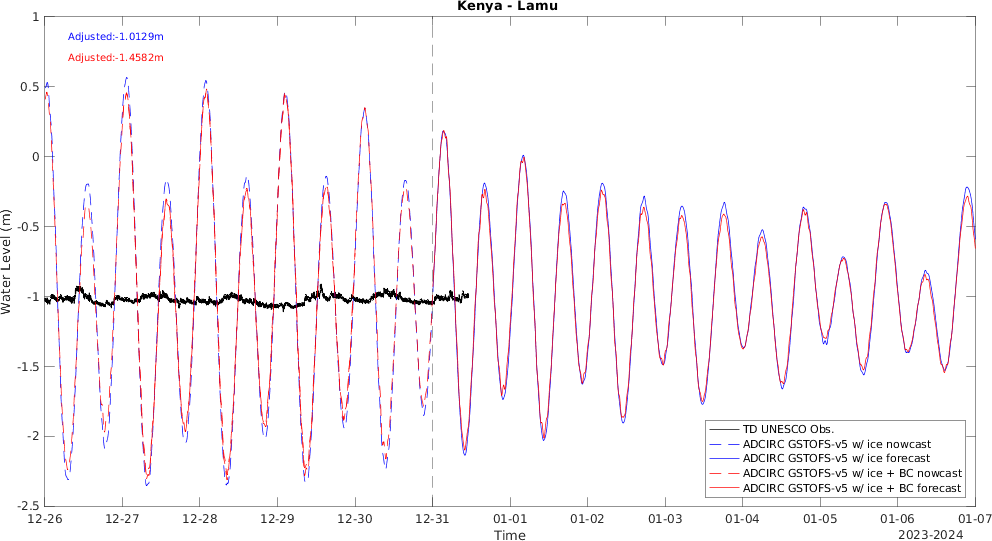 Kenya - Lamu
Adjusted:-1.0129m
Adjusted:-1.4582m
Water Level (m)
1
0.5
0
-0.5
-1
-1.5
-2
-2.5
TD UNESCO Obs.
ADCIRC GSTOFS-v5 w/ ice nowcast
ADCIRC GSTOFS-v5 w/ ice forecast
ADCIRC GSTOFS-v5 w/ ice + BC nowcast
ADCIRC GSTOFS-v5 w/ ice + BC forecast
12-26 12-27 12-28 12-29 12-30 12-31 01-01 01-02 01-03 01-04 01-05 01-06 01-07
Time
2023-2024